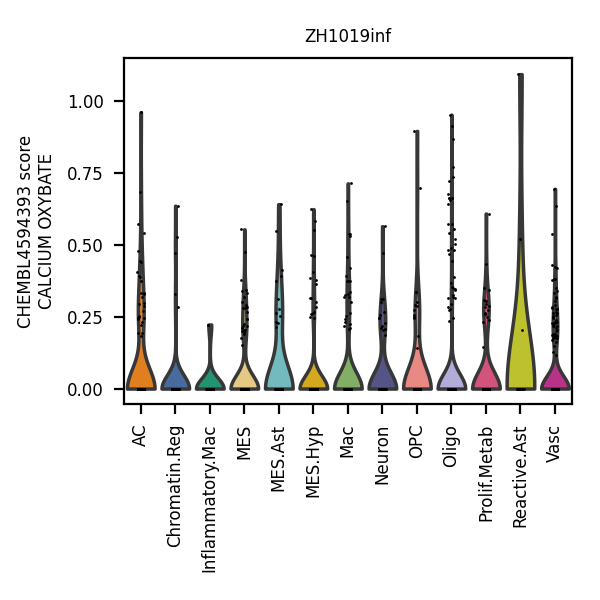 ZH1019inf
CHEMBL4594393 score
CALCIUM OXYBATE
1.00
0.75
0.50
0.25
0.00
AC
Chromatin.Reg
Inflammatory.Mac
MES
MES.Ast
MES.Hyp
Mac
Neuron
OPC
Oligo
Prolif.Metab
Reactive.Ast
Vasc